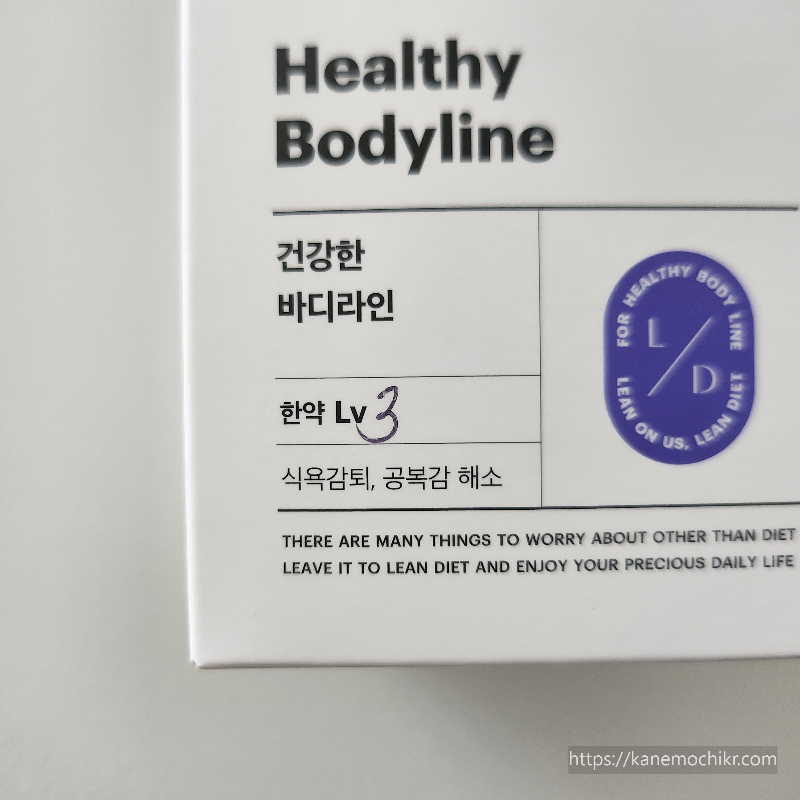 Healthy
Bodyline
건강한
바디라인
한약 Lv 3
식욕감퇴, 공복감 해소
FOR HEALTHY BODY LINE
L/D
LEAN ON US, LEAN DIET
THERE ARE MANY THINGS TO WORRY ABOUT OTHER THAN DIET
LEAVE IT TO LEAN DIET AND ENJOY YOUR PRECIOUS DAILY LIFE
https://kanemochikr.com